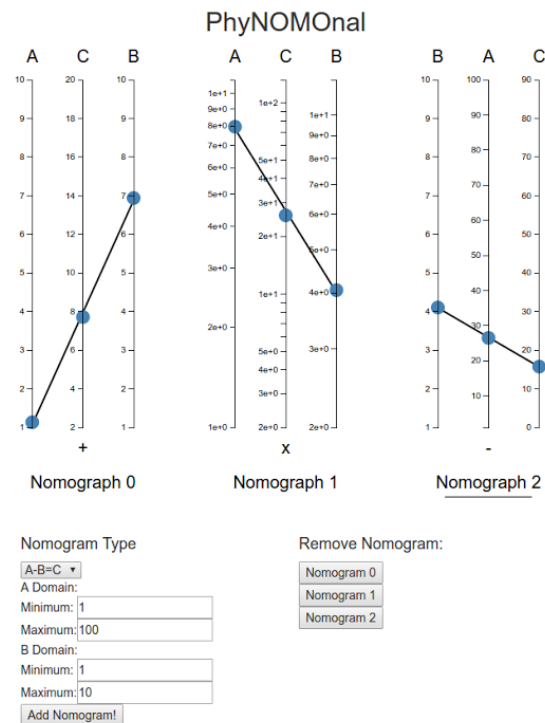 PhyNOMOnal
A C B A C B B A C
10 20 10
9 18 9
8 16 8
7 14 7
6 12 6
5 10 5
4 8 4
3 6 3
2 4 2
1 2 1
+
Nomograph 0
1e+1
9e+0
8e+0
7e+0
6e+0
5e+0
4e+0
3e+0
2e+0
1e+0
1e+2
5e+1
4e+1
3e+1
2e+1
1e+1
5e+0
4e+0
3e+0
2e+0
1e+1
9e+0
8e+0
7e+0
6e+0
5e+0
4e+0
3e+0
2e+0
x
Nomograph 1
10
9
8
7
6
5
4
3
2
1
100
90
80
70
60
50
40
30
20
10
90
80
70
60
50
40
30
20
10
0
-
Nomograph 2
Nomogram Type
A-B=C
A Domain:
Minimum: 1
Maximum: 100
B Domain:
Minimum: 1
Maximum: 10
Add Nomogram!
Remove Nomogram:
Nomogram 0
Nomogram 1
Nomogram 2